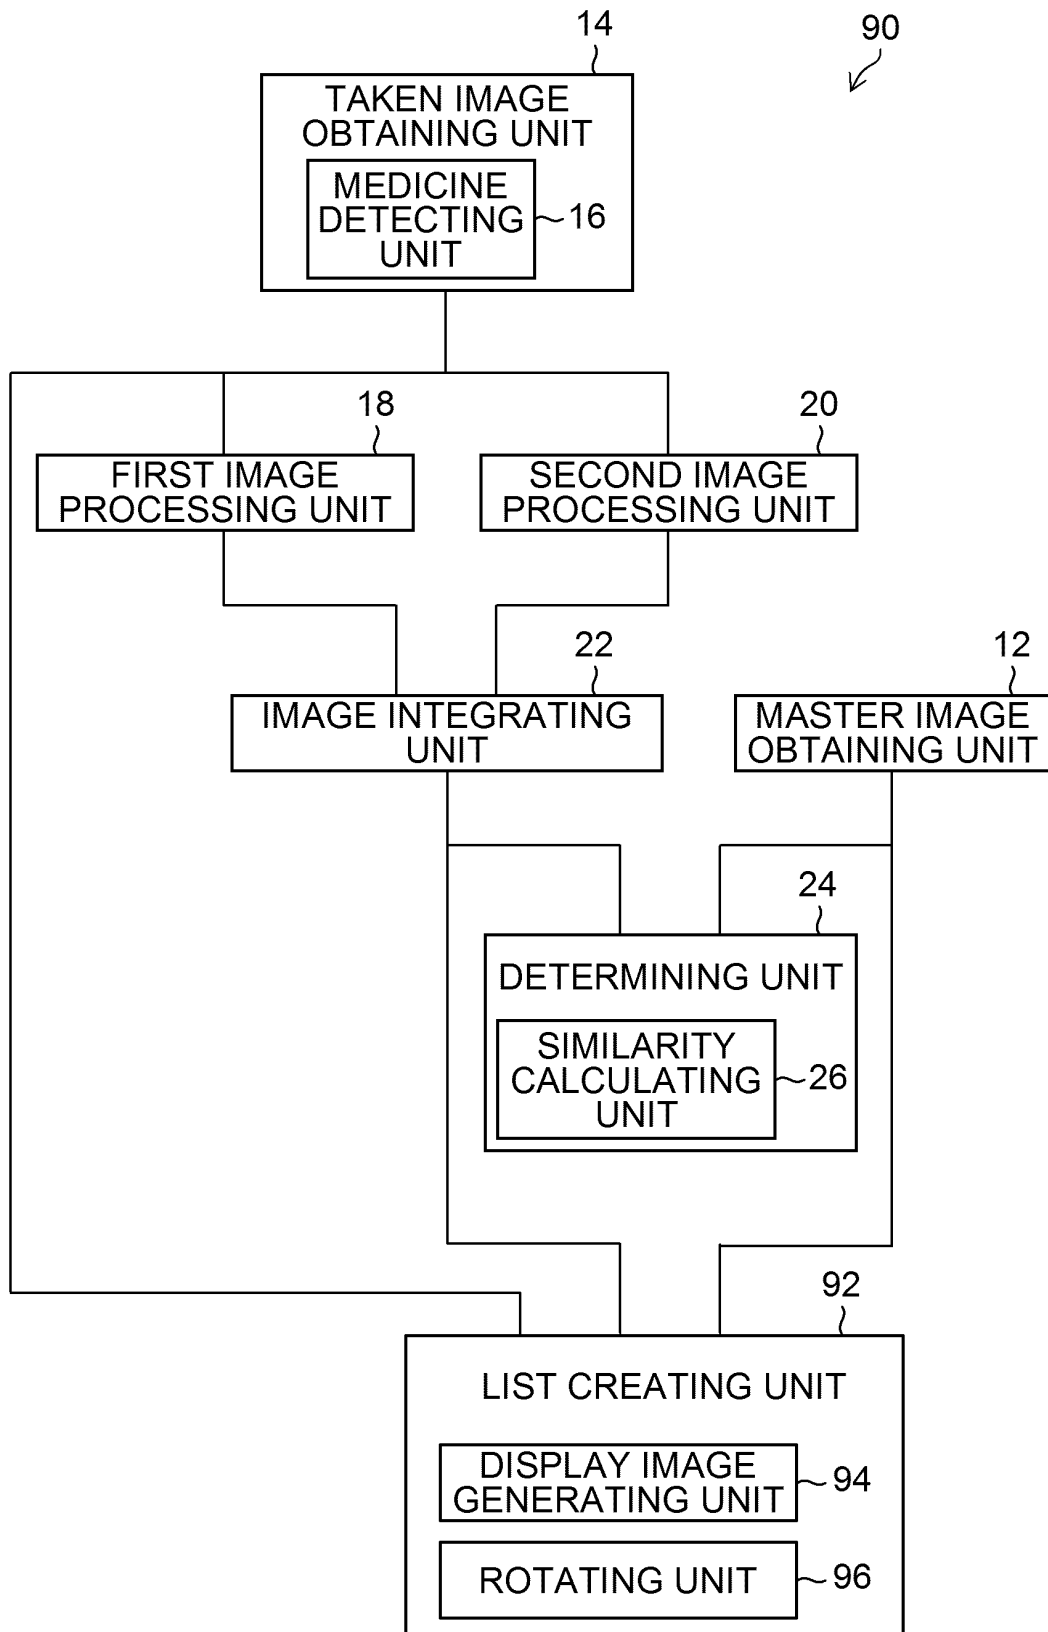 14
90
TAKEN IMAGE
OBTAINING UNIT
MEDICINE
DETECTING
UNIT
16
18
20
FIRST IMAGE
PROCESSING UNIT
SECOND IMAGE
PROCESSING UNIT
22
12
IMAGE INTEGRATING
UNIT
MASTER IMAGE
OBTAINING UNIT
24
DETERMINING UNIT
SIMILARITY
CALCULATING
UNIT
26
92
LIST CREATING UNIT
DISPLAY IMAGE
GENERATING UNIT
94
ROTATING UNIT
96